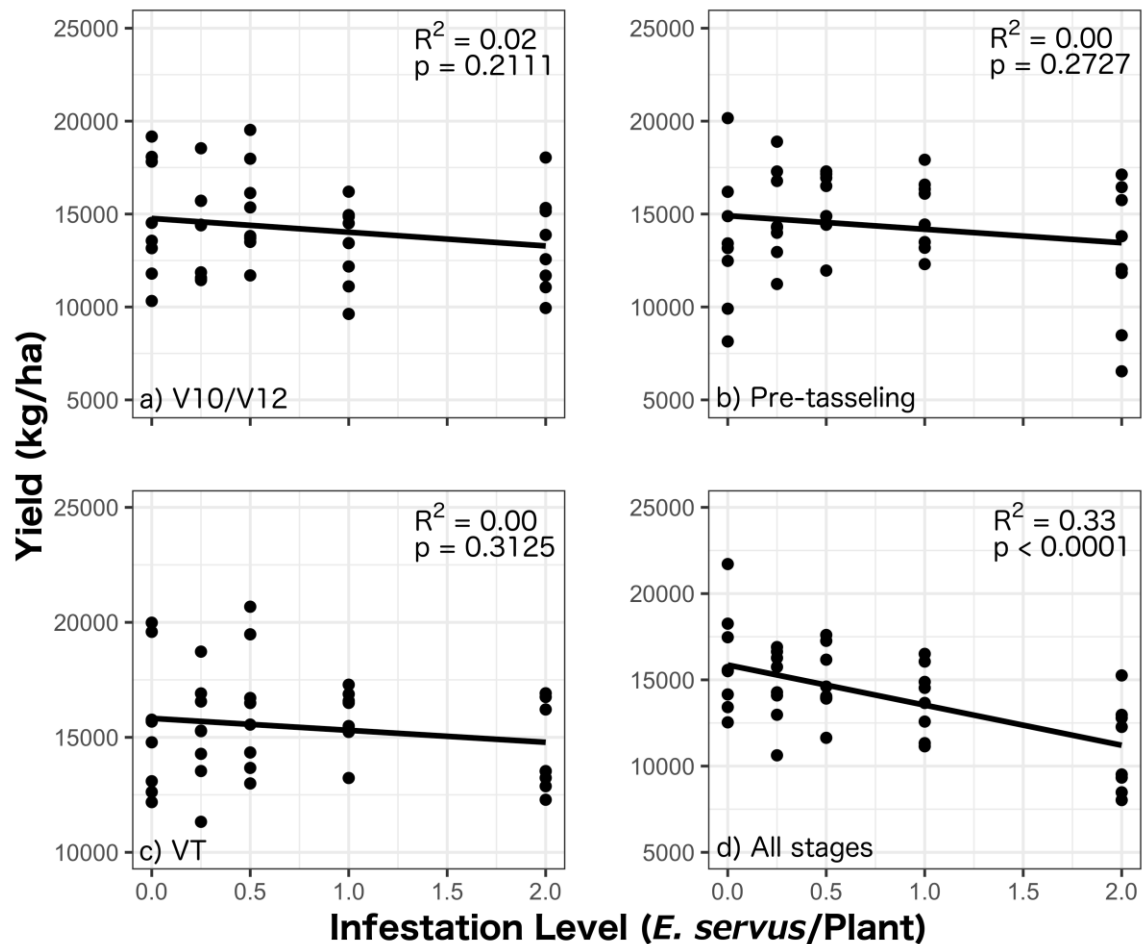 Yield (kg/ha)
25000
20000
15000
10000
5000
R² = 0.02
p = 0.2111
a) V10/V12
25000
20000
15000
10000
5000
R² = 0.00
p = 0.2727
b) Pre-tasseling
25000
20000
15000
10000
R² = 0.00
p = 0.3125
c) VT
0.0 0.5 1.0 1.5 2.0
25000
20000
15000
10000
5000
R² = 0.33
p < 0.0001
d) All stages
0.0 0.5 1.0 1.5 2.0
Infestation Level (E. servus/Plant)